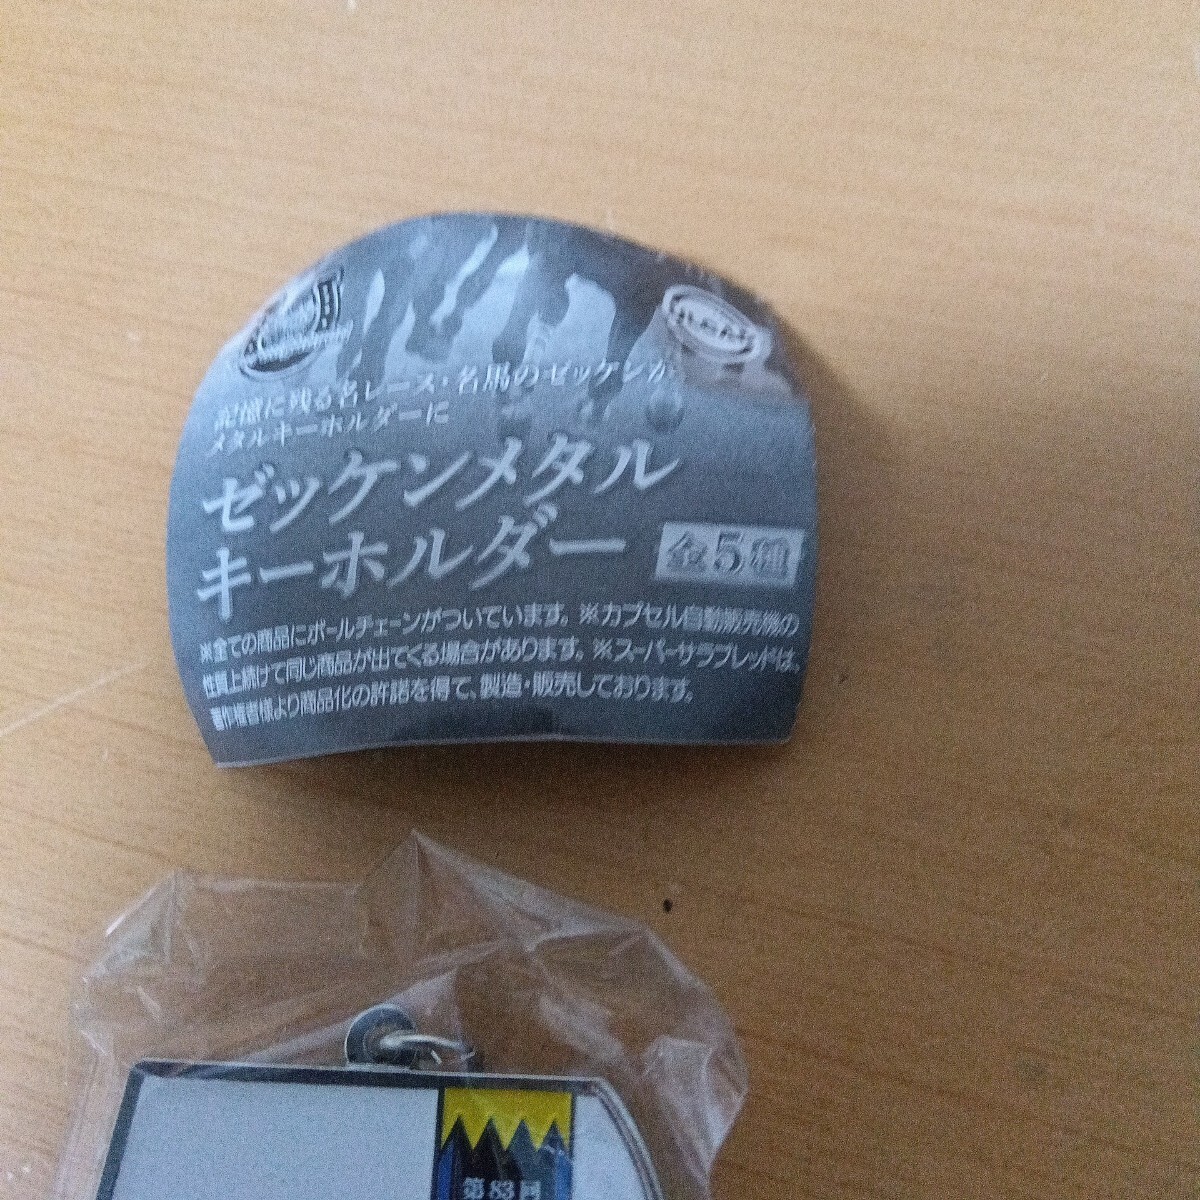 記憶に残る名レース・名馬のゼッケンが
メタルキーホルダーに
ゼッケンメタル
キーホルダー
全5種
※全ての商品にボールチェーンがついています。※カプセル自動販売機の
性質上続けて同じ商品が出てくる場合があります。※スーパーサラブレッドは、
著作権者様より商品化の許諾を得て、製造・販売しております。
第83回